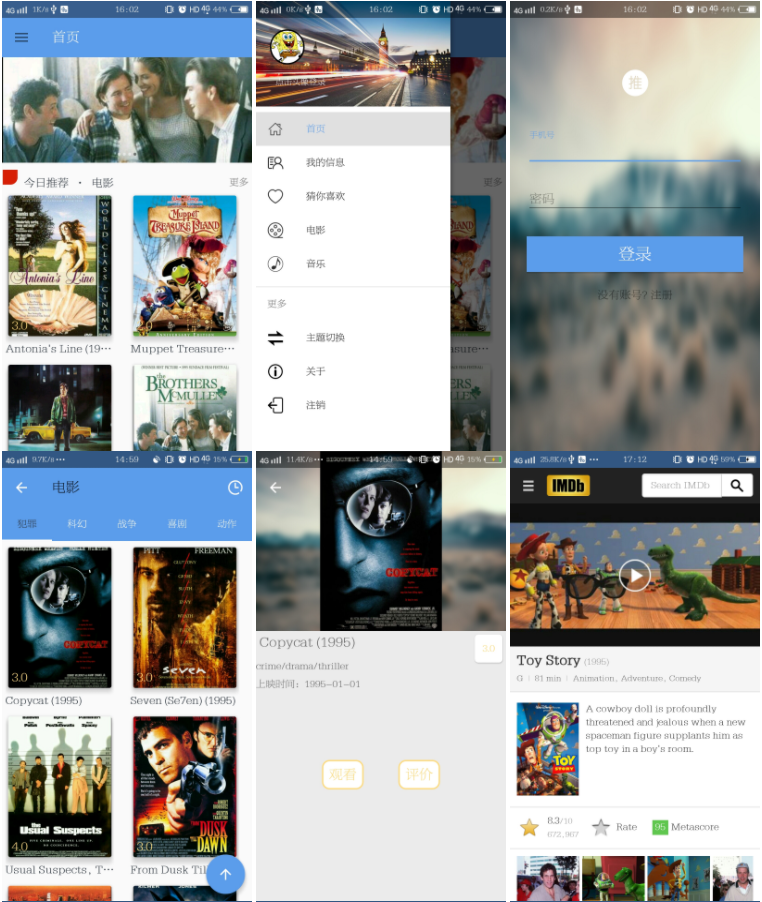 4G 1K/s 16:02 HD 4G 44%
首页
今日推荐 · 电影 更多
WORLD CLASS CINEMA
Antonia's Line
3.0
Antonia's Line (19···
Muppet
TREASURE ISLAND
Muppet Treasure···
the
BROTHERS
MCMULLEN
4G 0K/s 16:02 HD 4G 44%
点击头像登录
首页
我的信息
猜你喜欢
电影
音乐
更多
主题切换
关于
注销
更多
asure···
4G 0.2K/s 16:02 HD 4G 44%
推
手机号
密码
登录
没有账号? 注册
4G 9.7K/s ··· 14:59 HD 4G 15%
电影
犯罪 科幻 战争 喜剧 动作
COPYCAT
3.0
Copycat (1995)
PITT FREEMAN
seven
3.0
Seven (Se7en) (1995)
the
Usual Suspects
4.0
Usual Suspects, T···
FROM
DUSK TILL
DAWN
From Dusk Til
4G 11.4K/s ··· 14:59 HD 4G 15%
COPYCAT
Copycat (1995)
3.0
crime/drama/thriller
上映时间: 1995-01-01
观看 评价
4G 25.8K/s ··· 17:12 HD 4G 59%
IMDb Search IMDb
Toy Story (1995)
G | 81 min | Animation, Adventure, Comedy
TOY STORY
A cowboy doll is profoundly
threatened and jealous when a new
spaceman figure supplants him as
top toy in a boy's room.
8.3/10
672,907
Rate
95 Metascore